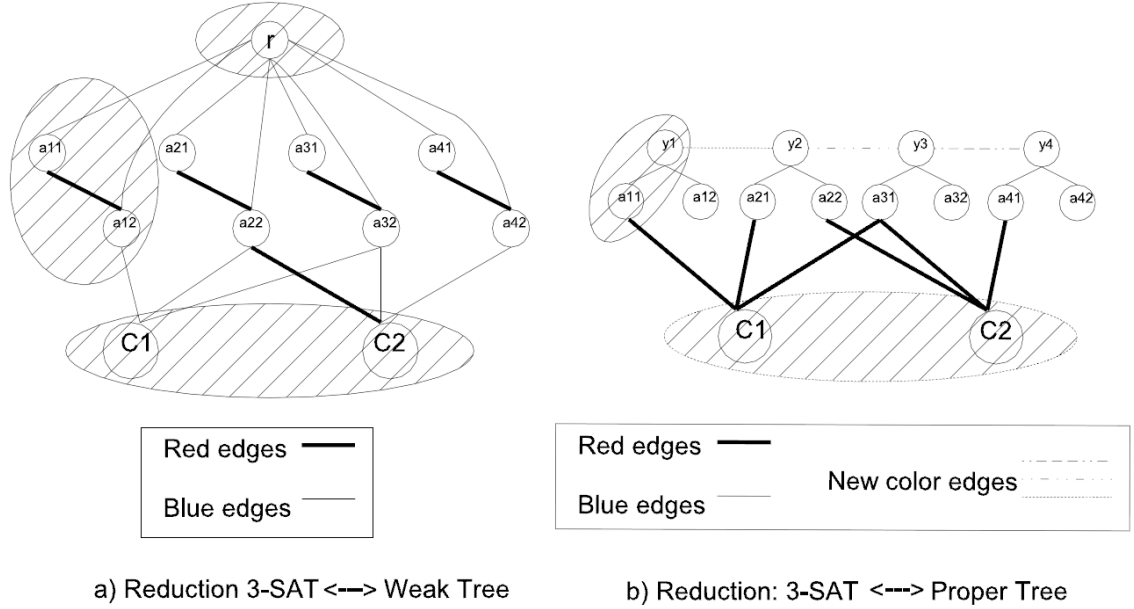 r
a11 a21 a31 a41
a12 a22 a32 a42
C1 C2
Red edges
Blue edges
a) Reduction 3-SAT <---> Weak Tree
y1 y2 y3 y4
a11 a12 a21 a22 a31 a32 a41 a42
C1 C2
Red edges
Blue edges
New color edges
b) Reduction: 3-SAT <---> Proper Tree